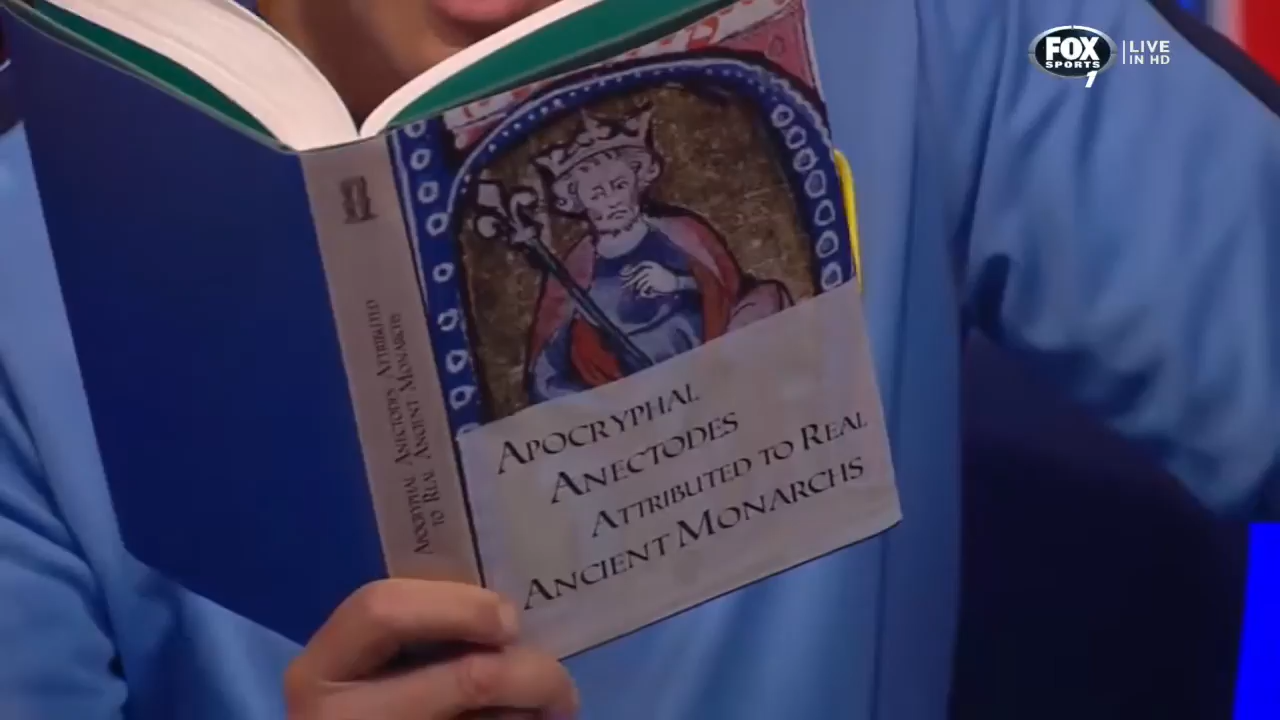 FOX
SPORTS
1
LIVE
IN HD
APOCRYPHAL
ANECTODES
ATTRIBUTED TO REAL
ANCIENT MONARCHS
APOCRYPHAL ANECTODES ATTRIBUTED
TO REAL ANCIENT MONARCHS